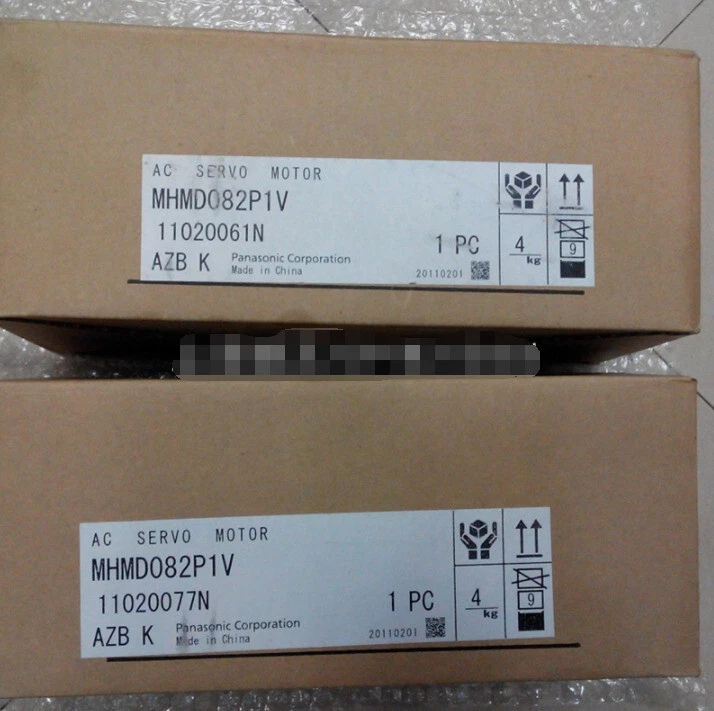 AC SERVO MOTOR
MHMD082P1V
11020061N
1 PC
4 kg
9
AZB K
Panasonic Corporation
Made in China
20110201
AC SERVO MOTOR
MHMD082P1V
11020077N
1 PC
4 kg
9
AZB K
Panasonic Corporation
Made in China
20110201